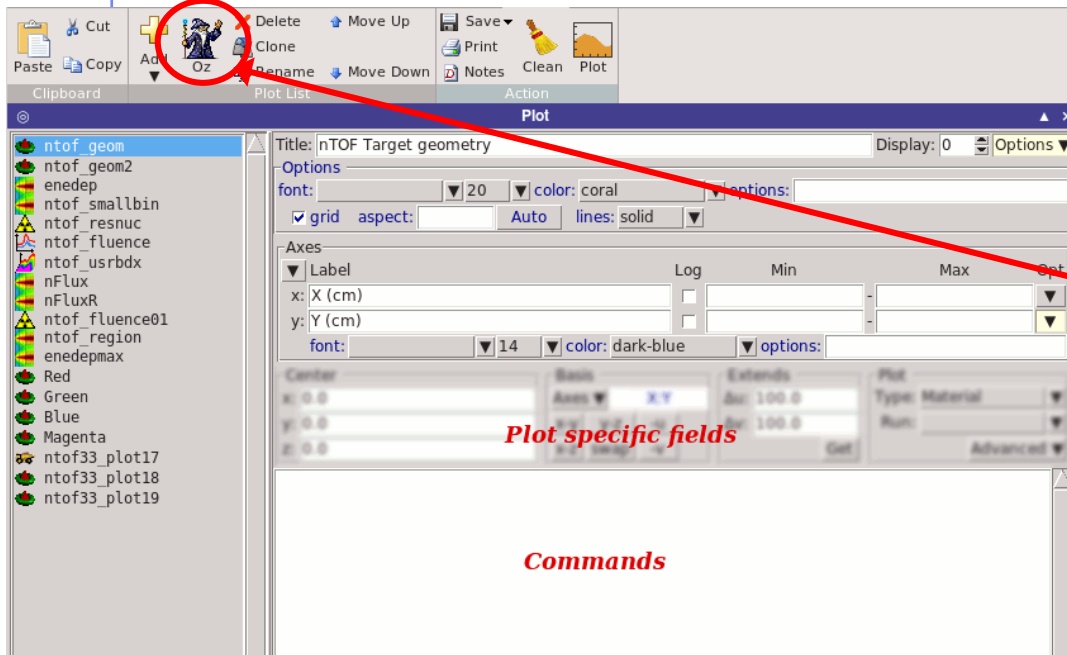 Paste Cut Copy
Clipboard
Add Oz Delete Clone Rename Move Up Move Down
Plot List
Save Print Notes Clean Plot
Action
Plot
ntof_geom
ntof_geom2
enedep
ntof_smallbin
ntof_resnuc
ntof_fluence
ntof_usrbdx
nFlux
nFluxR
ntof_fluence01
ntof_region
enedepmax
Red
Green
Blue
Magenta
ntof33_plot17
ntof33_plot18
ntof33_plot19
Title: nTOF Target geometry Display: 0 Options
Options
font: 20 color: coral options:
grid aspect: Auto lines: solid
Axes
Label Log Min Max Opt
x: X (cm) -
y: Y (cm) -
font: 14 color: dark-blue options:
Center Basis Extends Plot
x: 0.0 Axes X:Y Δu: 100.0 Type: Material
y: 0.0 x-y y-z -u Δv: 100.0 Run:
z: 0.0 x-z swap -v Get Advanced
Plot specific fields
Commands